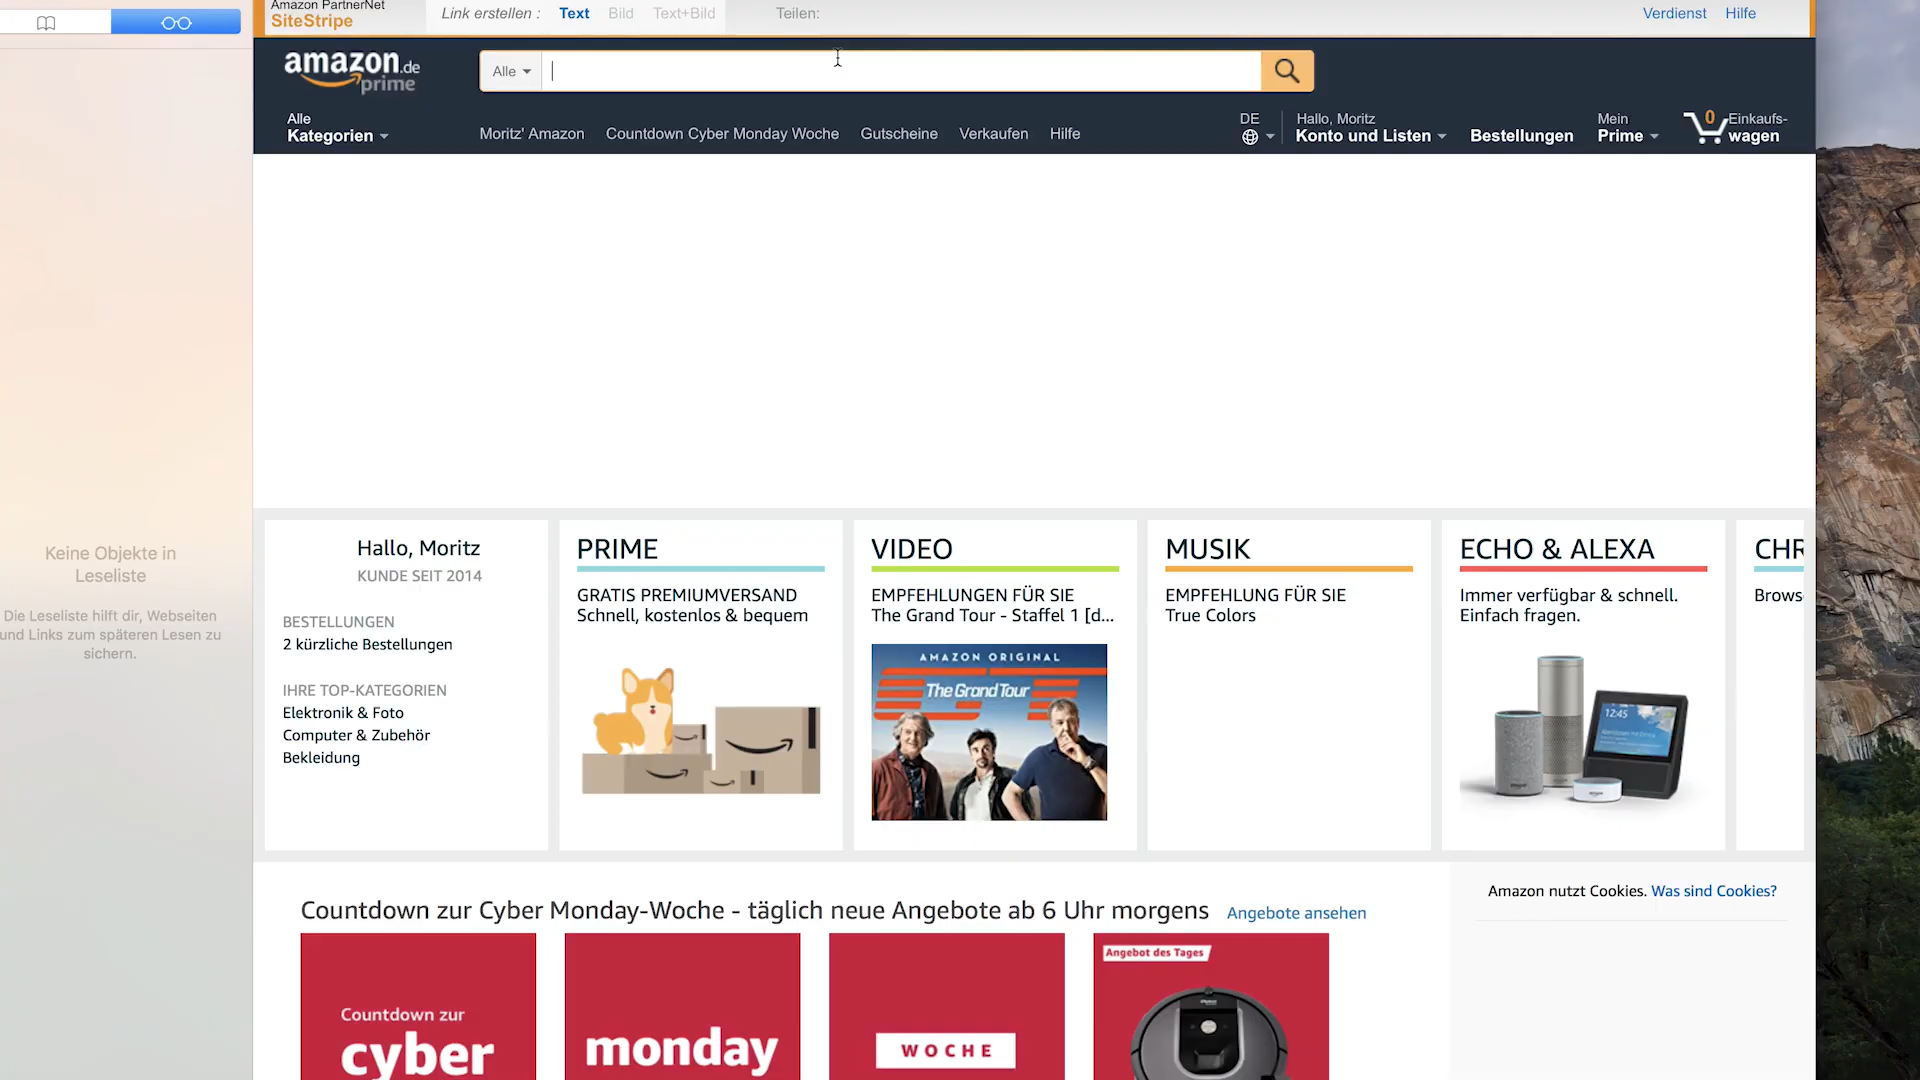 Amazon PartnerNet
SiteStripe
Link erstellen : Text Bild Text+Bild Teilen: Verdienst Hilfe
amazon.de
prime
Alle
Alle
Kategorien
Moritz' Amazon Countdown Cyber Monday Woche Gutscheine Verkaufen Hilfe
DE
Hallo, Moritz
Konto und Listen
Bestellungen
Mein
Prime
0
Einkaufs-
wagen
Keine Objekte in
Leseliste
Die Leseliste hilft dir, Webseiten
und Links zum späteren Lesen zu
sichern.
Hallo, Moritz
KUNDE SEIT 2014
BESTELLUNGEN
2 kürzliche Bestellungen
IHRE TOP-KATEGORIEN
Elektronik & Foto
Computer & Zubehör
Bekleidung
PRIME
GRATIS PREMIUMVERSAND
Schnell, kostenlos & bequem
VIDEO
EMPFEHLUNGEN FÜR SIE
The Grand Tour - Staffel 1 [d...
AMAZON ORIGINAL
The Grand Tour
MUSIK
EMPFEHLUNG FÜR SIE
True Colors
ECHO & ALEXA
Immer verfügbar & schnell.
Einfach fragen.
12:45
CHR
Brows
Countdown zur Cyber Monday-Woche - täglich neue Angebote ab 6 Uhr morgens Angebote ansehen
Amazon nutzt Cookies. Was sind Cookies?
Countdown zur
cyber
monday
WOCHE
Angebot des Tages